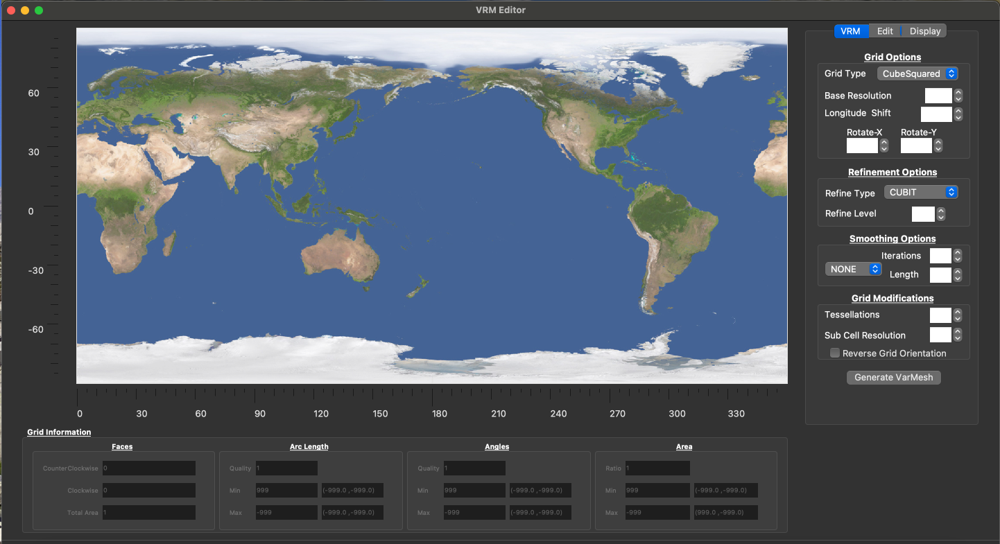 VRM Editor
VRM Edit Display
Grid Options
Grid Type CubeSquared
Base Resolution
Longitude Shift
Rotate-X Rotate-Y
Refinement Options
Refine Type CUBIT
Refine Level
Smoothing Options
Iterations
NONE
Length
Grid Modifications
Tessellations
Sub Cell Resolution
Reverse Grid Orientation
Generate VarMesh
60
30
0
-30
-60
0 30 60 90 120 150 180 210 240 270 300 330
Grid Information
Faces Arc Length Angles Area
CounterClockwise 0 Quality 1 Quality 1 Ratio 1
Clockwise 0 Min 999 (-999.0 ,-999.0) Min 999 (-999.0 ,-999.0) Min 999 (-999.0 ,-999.0)
Total Area 1 Max -999 (-999.0 ,-999.0) Max -999 (-999.0 ,-999.0) Max -999 (999.0 ,-999.0)